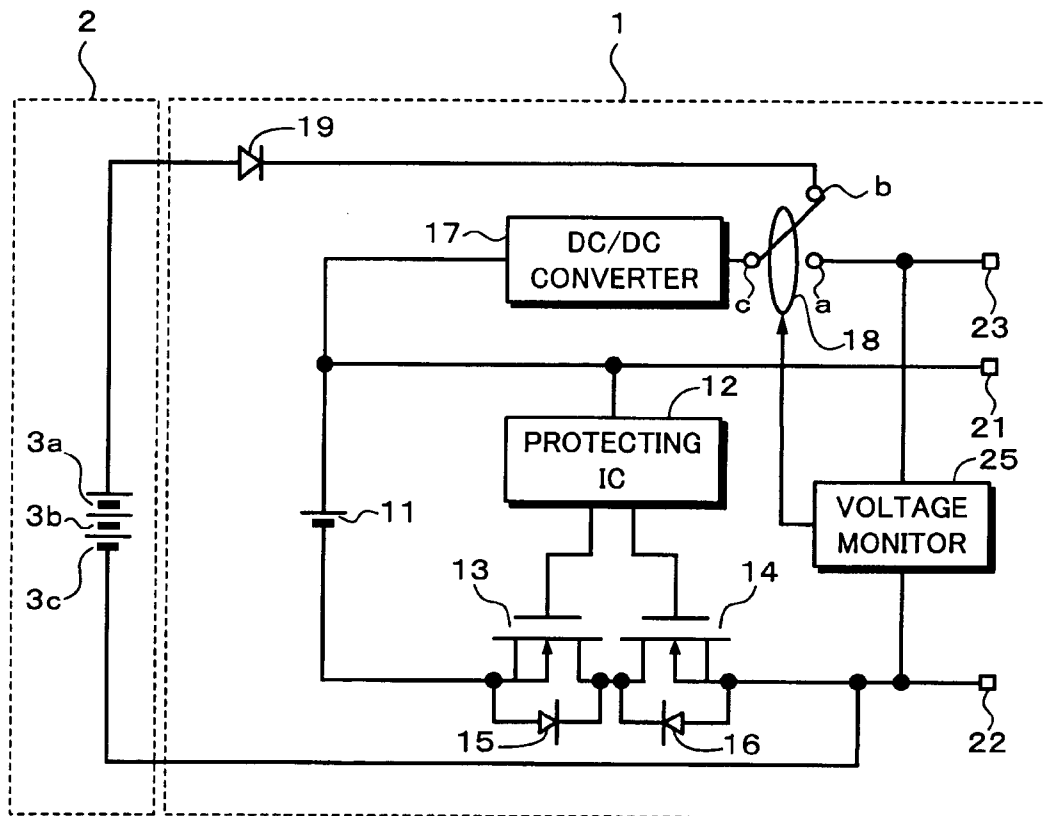 2
1
19
b
17
DC/DC
CONVERTER
c
a
18
23
12
21
PROTECTING
IC
25
3a
3b
3c
11
VOLTAGE
MONITOR
13
14
15
16
22